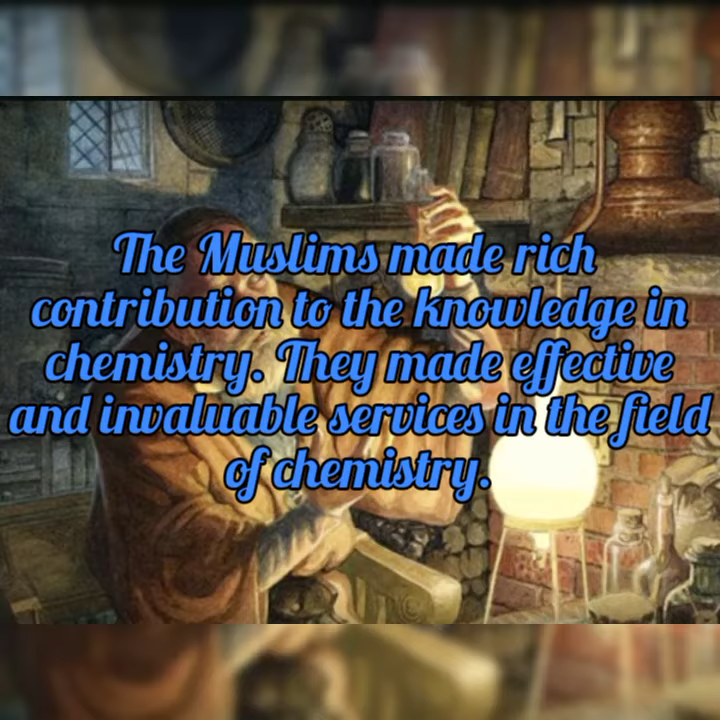 The Muslims made rich
contribution to the knowledge in
chemistry. They made effective
and invaluable services in the field
of chemistry.